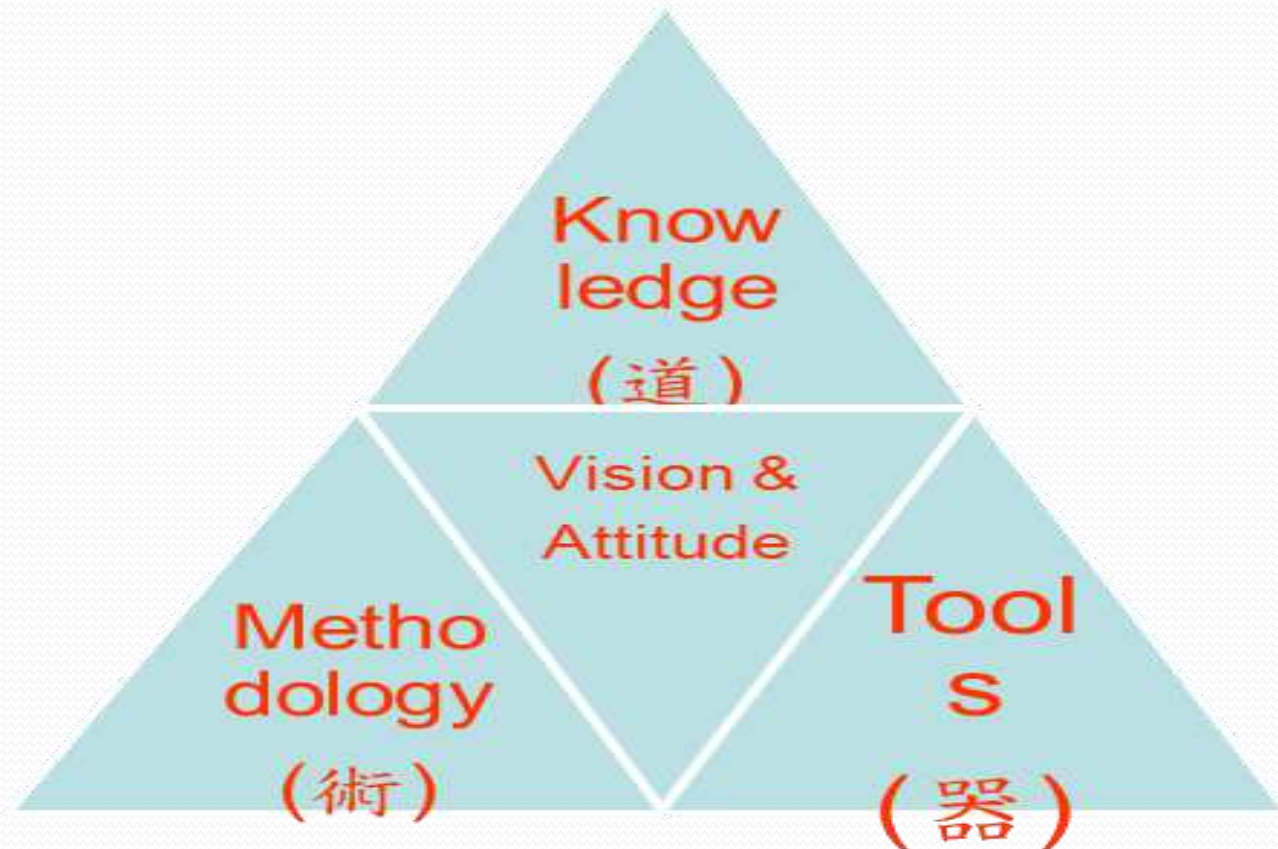 Know
ledge
(道)
Vision &
Attitude
Metho
dology
(術)
Tool
s
(器)